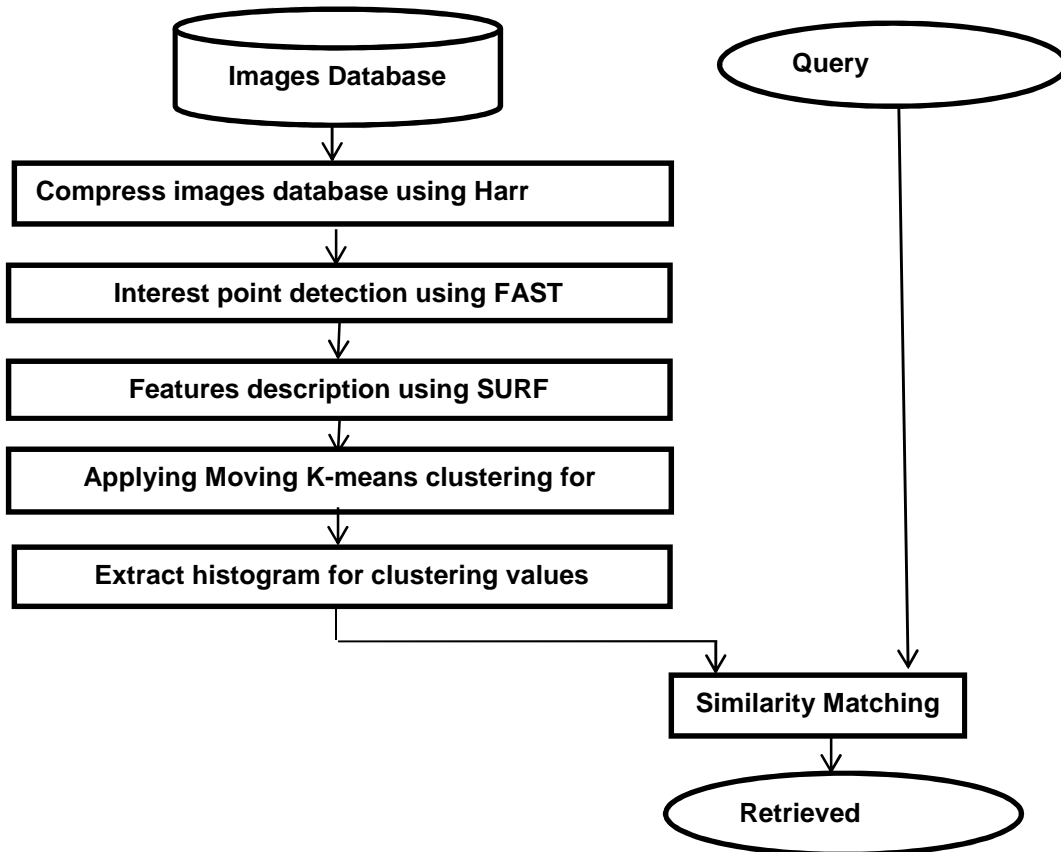 Images Database
Query
Compress images database using Harr
Interest point detection using FAST
Features description using SURF
Applying Moving K-means clustering for
Extract histogram for clustering values
Similarity Matching
Retrieved